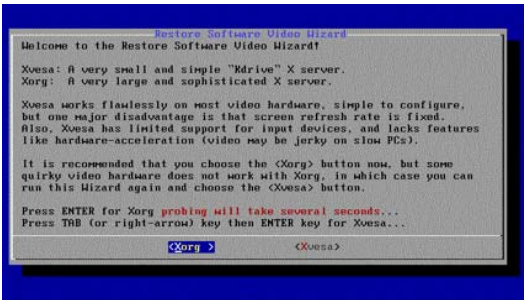 Restore Software Video Wizard
Welcome to the Restore Software Video Wizard!
Xvesa: A very small and simple "Kdrive" X server.
Xorg: A very large and sophisticated X server.
Xvesa works flawlessly on most video hardware, simple to configure,
but one major disadvantage is that screen refresh rate is fixed.
Also, Xvesa has limited support for input devices, and lacks features
like hardware-acceleration (video may be jerky on slow PCs).
It is recommended that you choose the <Xorg> button now, but some
quirky video hardware does not work with Xorg, in which case you can
run this Wizard again and choose the <Xvesa> button.
Press ENTER for Xorg probing will take several seconds...
Press TAB (or right-arrow) key then ENTER key for Xvesa...
<Xorg > <Xvesa>